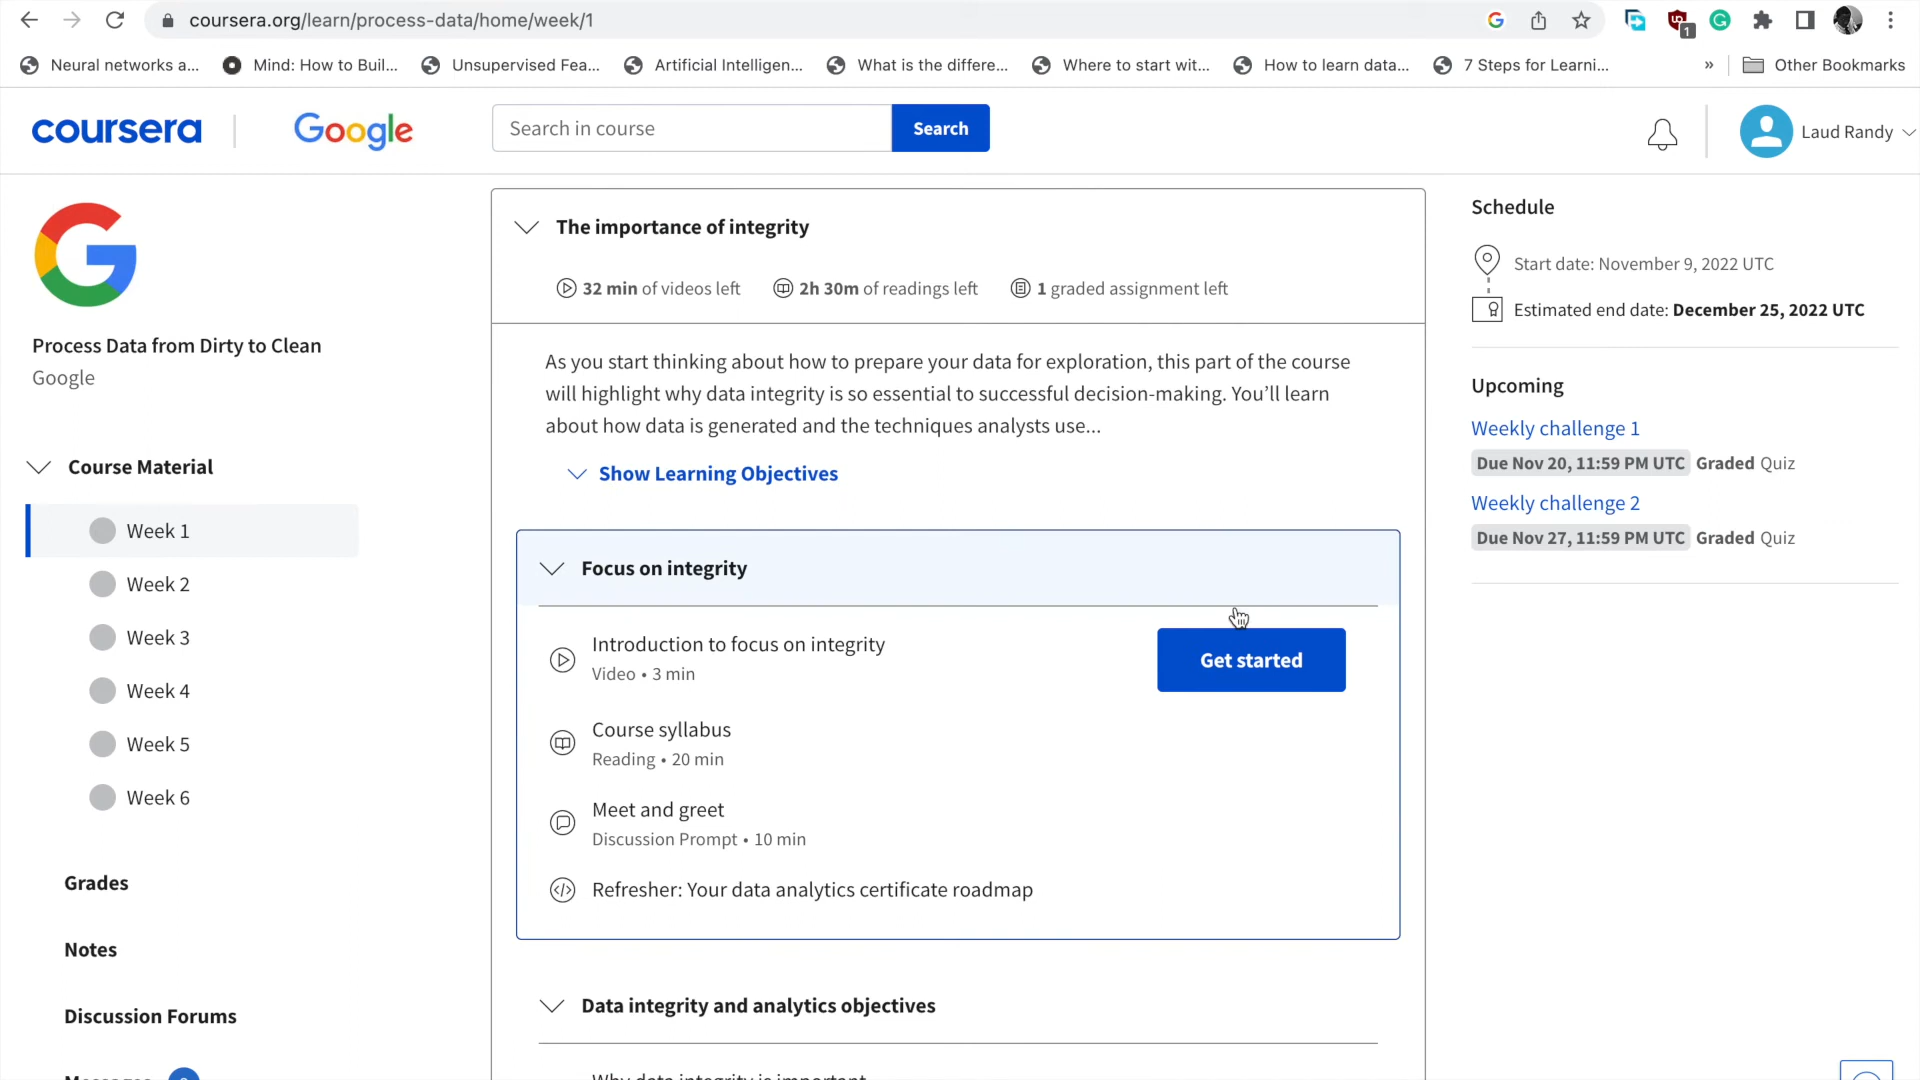 coursera.org/learn/process-data/home/week/1
1
Neural networks a...
Mind: How to Buil...
Unsupervised Fea...
Artificial Intelligen...
What is the differe...
Where to start wit...
How to learn data...
7 Steps for Learni...
»
Other Bookmarks
coursera
Google
Search in course
Search
Laud Randy
Process Data from Dirty to Clean
Google
Course Material
Week 1
Week 2
Week 3
Week 4
Week 5
Week 6
Grades
Notes
Discussion Forums
The importance of integrity
32 min of videos left
2h 30m of readings left
1 graded assignment left
As you start thinking about how to prepare your data for exploration, this part of the course
will highlight why data integrity is so essential to successful decision-making. You’ll learn
about how data is generated and the techniques analysts use...
Show Learning Objectives
Focus on integrity
Introduction to focus on integrity
Video • 3 min
Get started
Course syllabus
Reading • 20 min
Meet and greet
Discussion Prompt • 10 min
Refresher: Your data analytics certificate roadmap
Data integrity and analytics objectives
Why data integrity is important
Schedule
Start date: November 9, 2022 UTC
Estimated end date: December 25, 2022 UTC
Upcoming
Weekly challenge 1
Due Nov 20, 11:59 PM UTC Graded Quiz
Weekly challenge 2
Due Nov 27, 11:59 PM UTC Graded Quiz